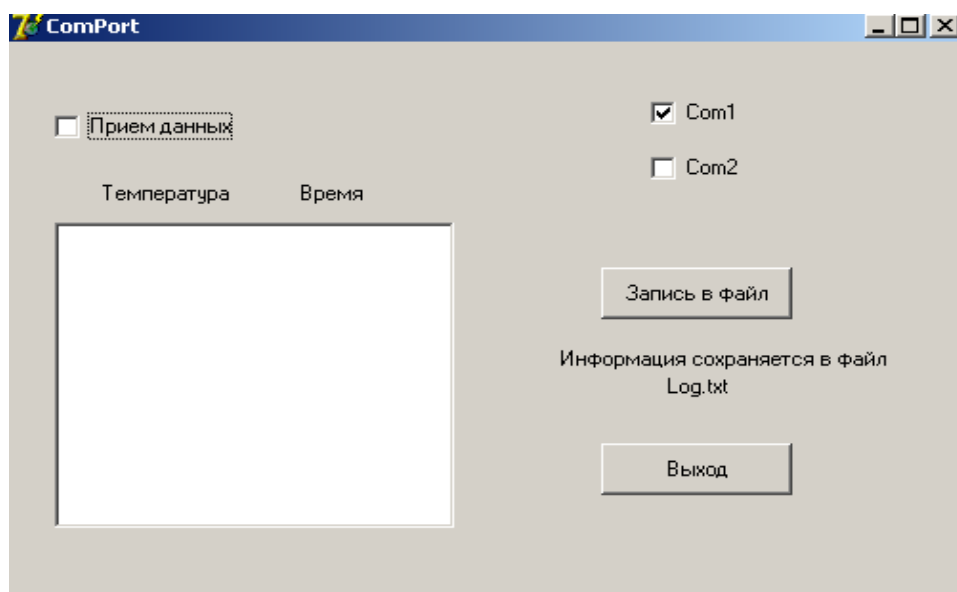 ComPort
Прием данных
Com1
Com2
Температура Время
Запись в файл
Информация сохраняется в файл
Log.txt
Выход